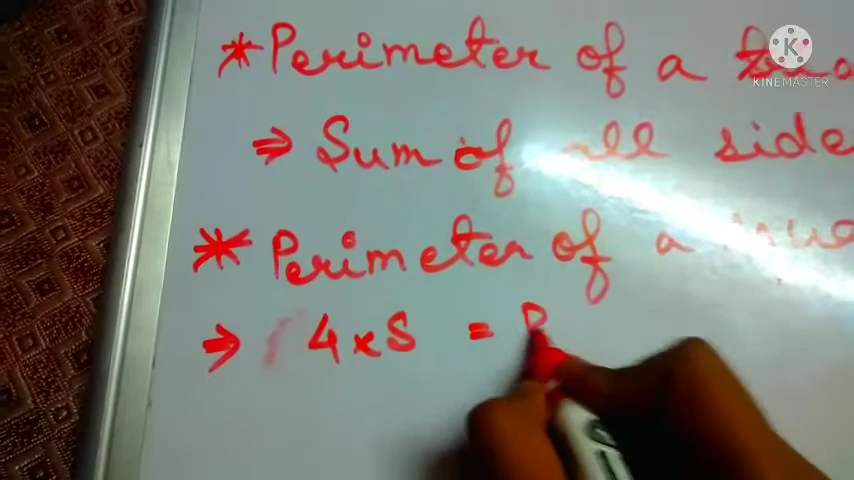 * Perimeter of a
KINEMASTER
⇒ Sum of all side
* Perimeter of a
⇒ 4 × S = P